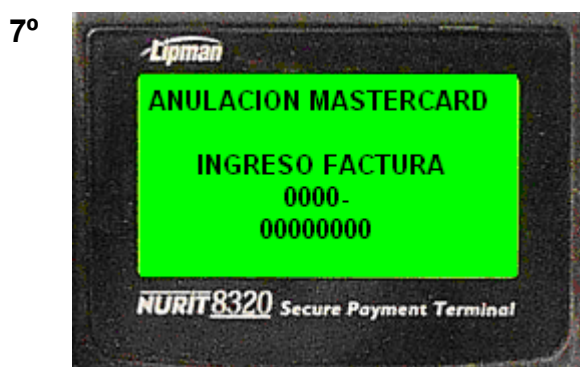 7º
Lipman
ANULACION MASTERCARD
INGRESO FACTURA
0000-
00000000
NURIT 8320 Secure Payment Terminal